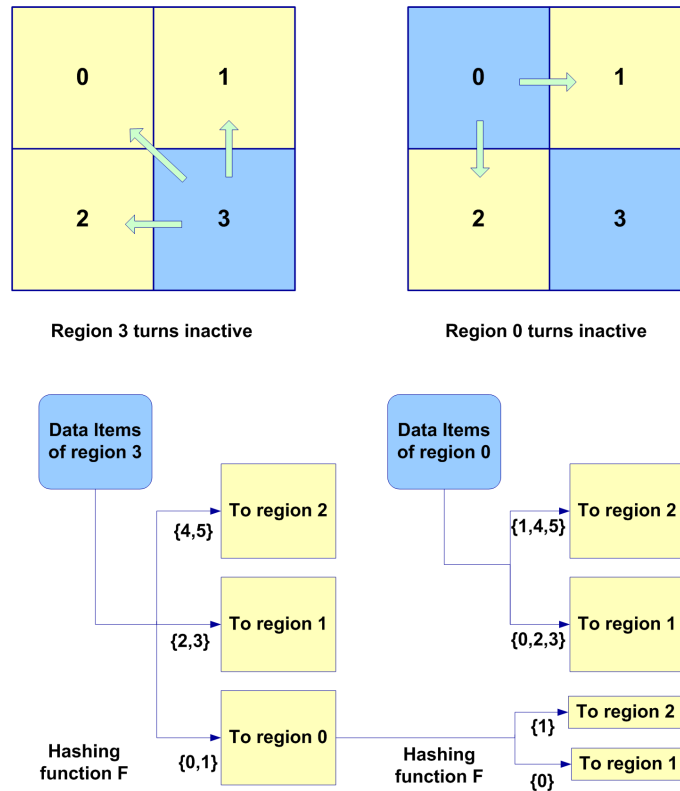 0
1
2
3
Region 3 turns inactive
0
1
2
3
Region 0 turns inactive
Data Items
of region 3
{4,5}
To region 2
{2,3}
To region 1
{0,1}
To region 0
Hashing
function F
Data Items
of region 0
{1,4,5}
To region 2
{0,2,3}
To region 1
{1}
To region 2
{0}
To region 1
Hashing
function F